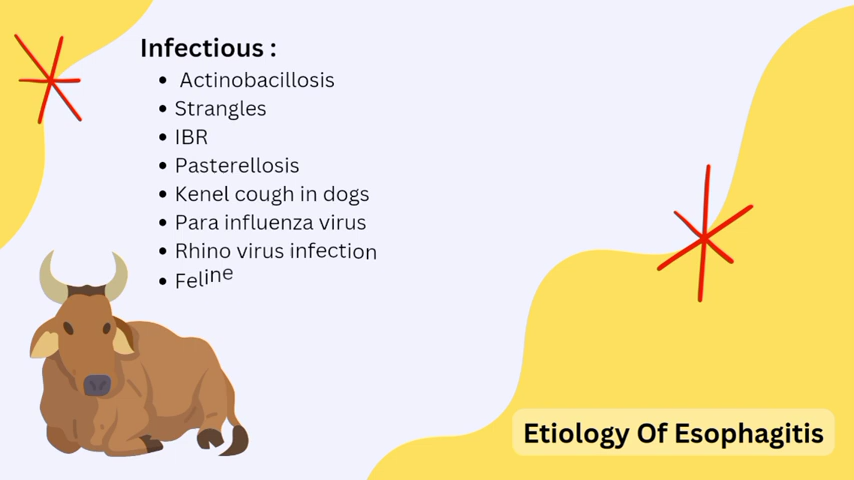 Infectious :
Actinobacillosis
Strangles
IBR
Pasterellosis
Kenel cough in dogs
Para influenza virus
Rhino virus infection
Feline
Etiology Of Esophagitis